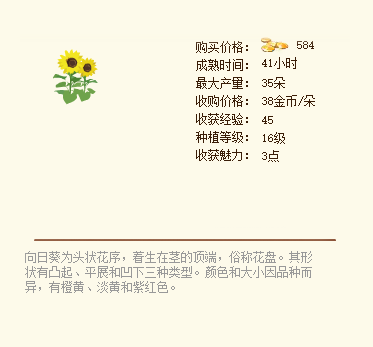 购买价格： 584
成熟时间： 41小时
最大产量： 35朵
收购价格： 38金币/朵
收获经验： 45
种植等级： 16级
收获魅力： 3点
向日葵为头状花序，着生在茎的顶端，俗称花盘。其形
状有凸起、平展和凹下三种类型。颜色和大小因品种而
异，有橙黄、淡黄和紫红色。